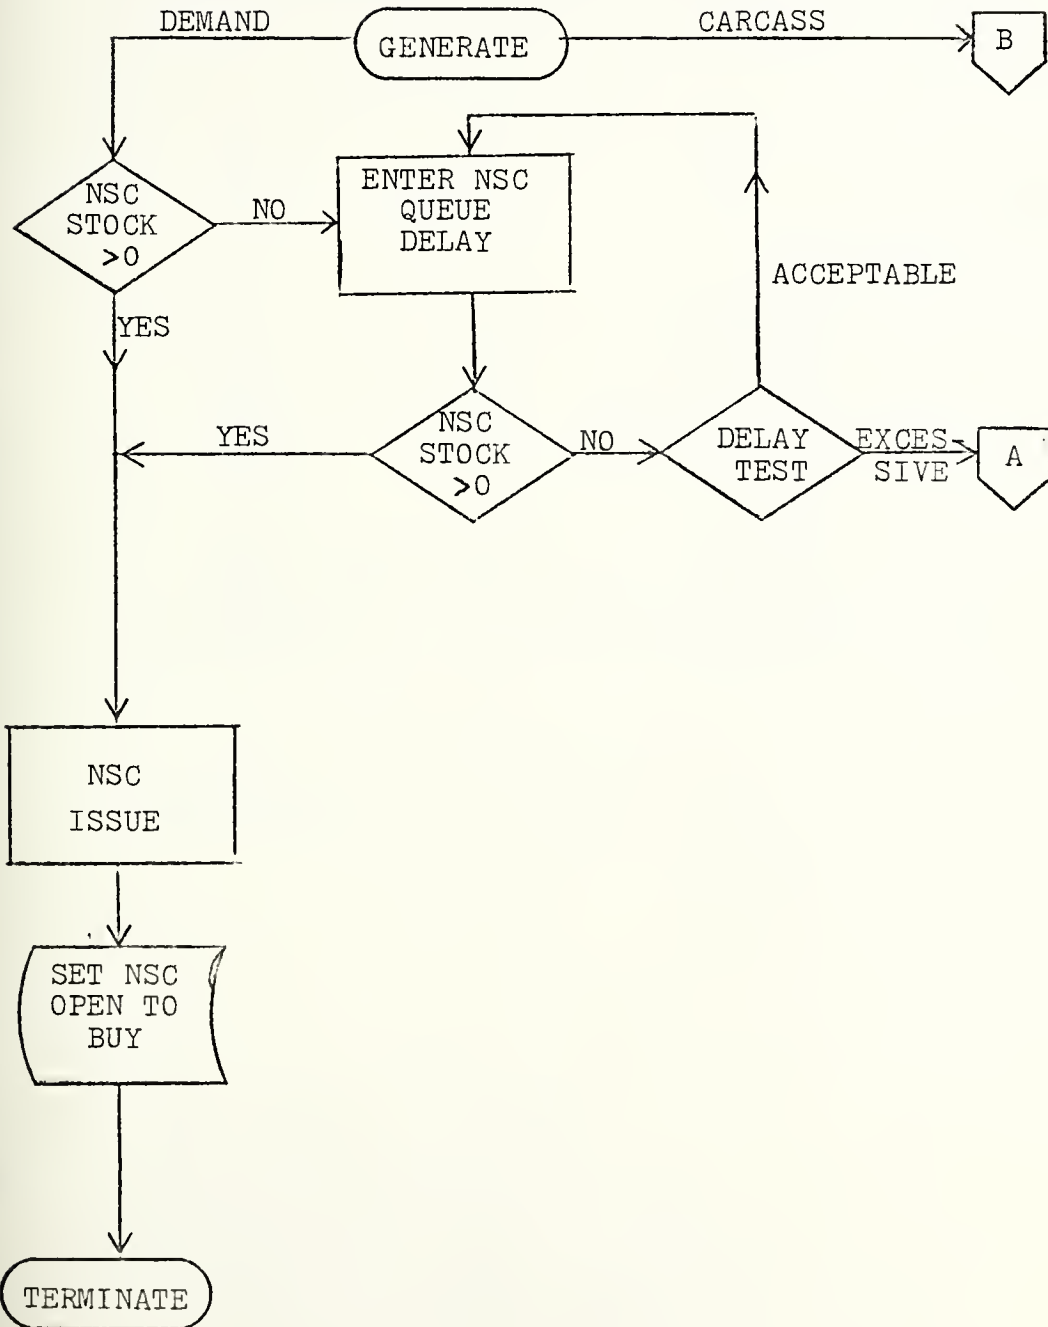 DEMAND
GENERATE
CARCASS
B
NSC
STOCK
>0
NO
ENTER NSC
QUEUE
DELAY
ACCEPTABLE
YES
YES
NSC
STOCK
>0
NO
DELAY
TEST
EXCES-
SIVE
A
NSC
ISSUE
SET NSC
OPEN TO
BUY
TERMINATE